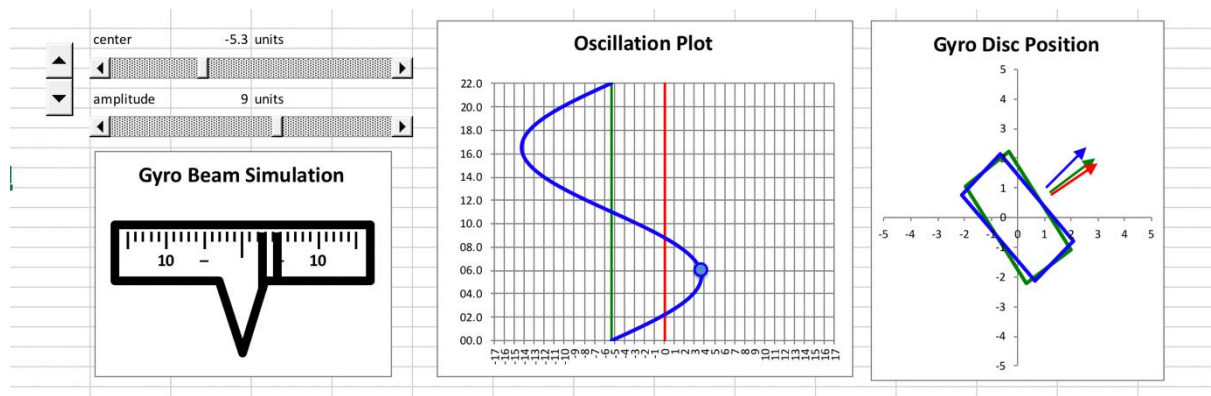 center -5.3 units
amplitude 9 units
Gyro Beam Simulation
10 – – 10
Oscillation Plot
22.0
20.0
18.0
16.0
14.0
12.0
10.0
08.0
06.0
04.0
02.0
00.0
-17 -16 -15 -14 -13 -12 -11 -10 -9 -8 -7 -6 -5 -4 -3 -2 -1 0 1 2 3 4 5 6 7 8 9 10 11 12 13 14 15 16 17
Gyro Disc Position
5
4
3
1
0
-5 -4 -3 -2 -1 0 1 2 3 4 5
-2
-3
-4
-5